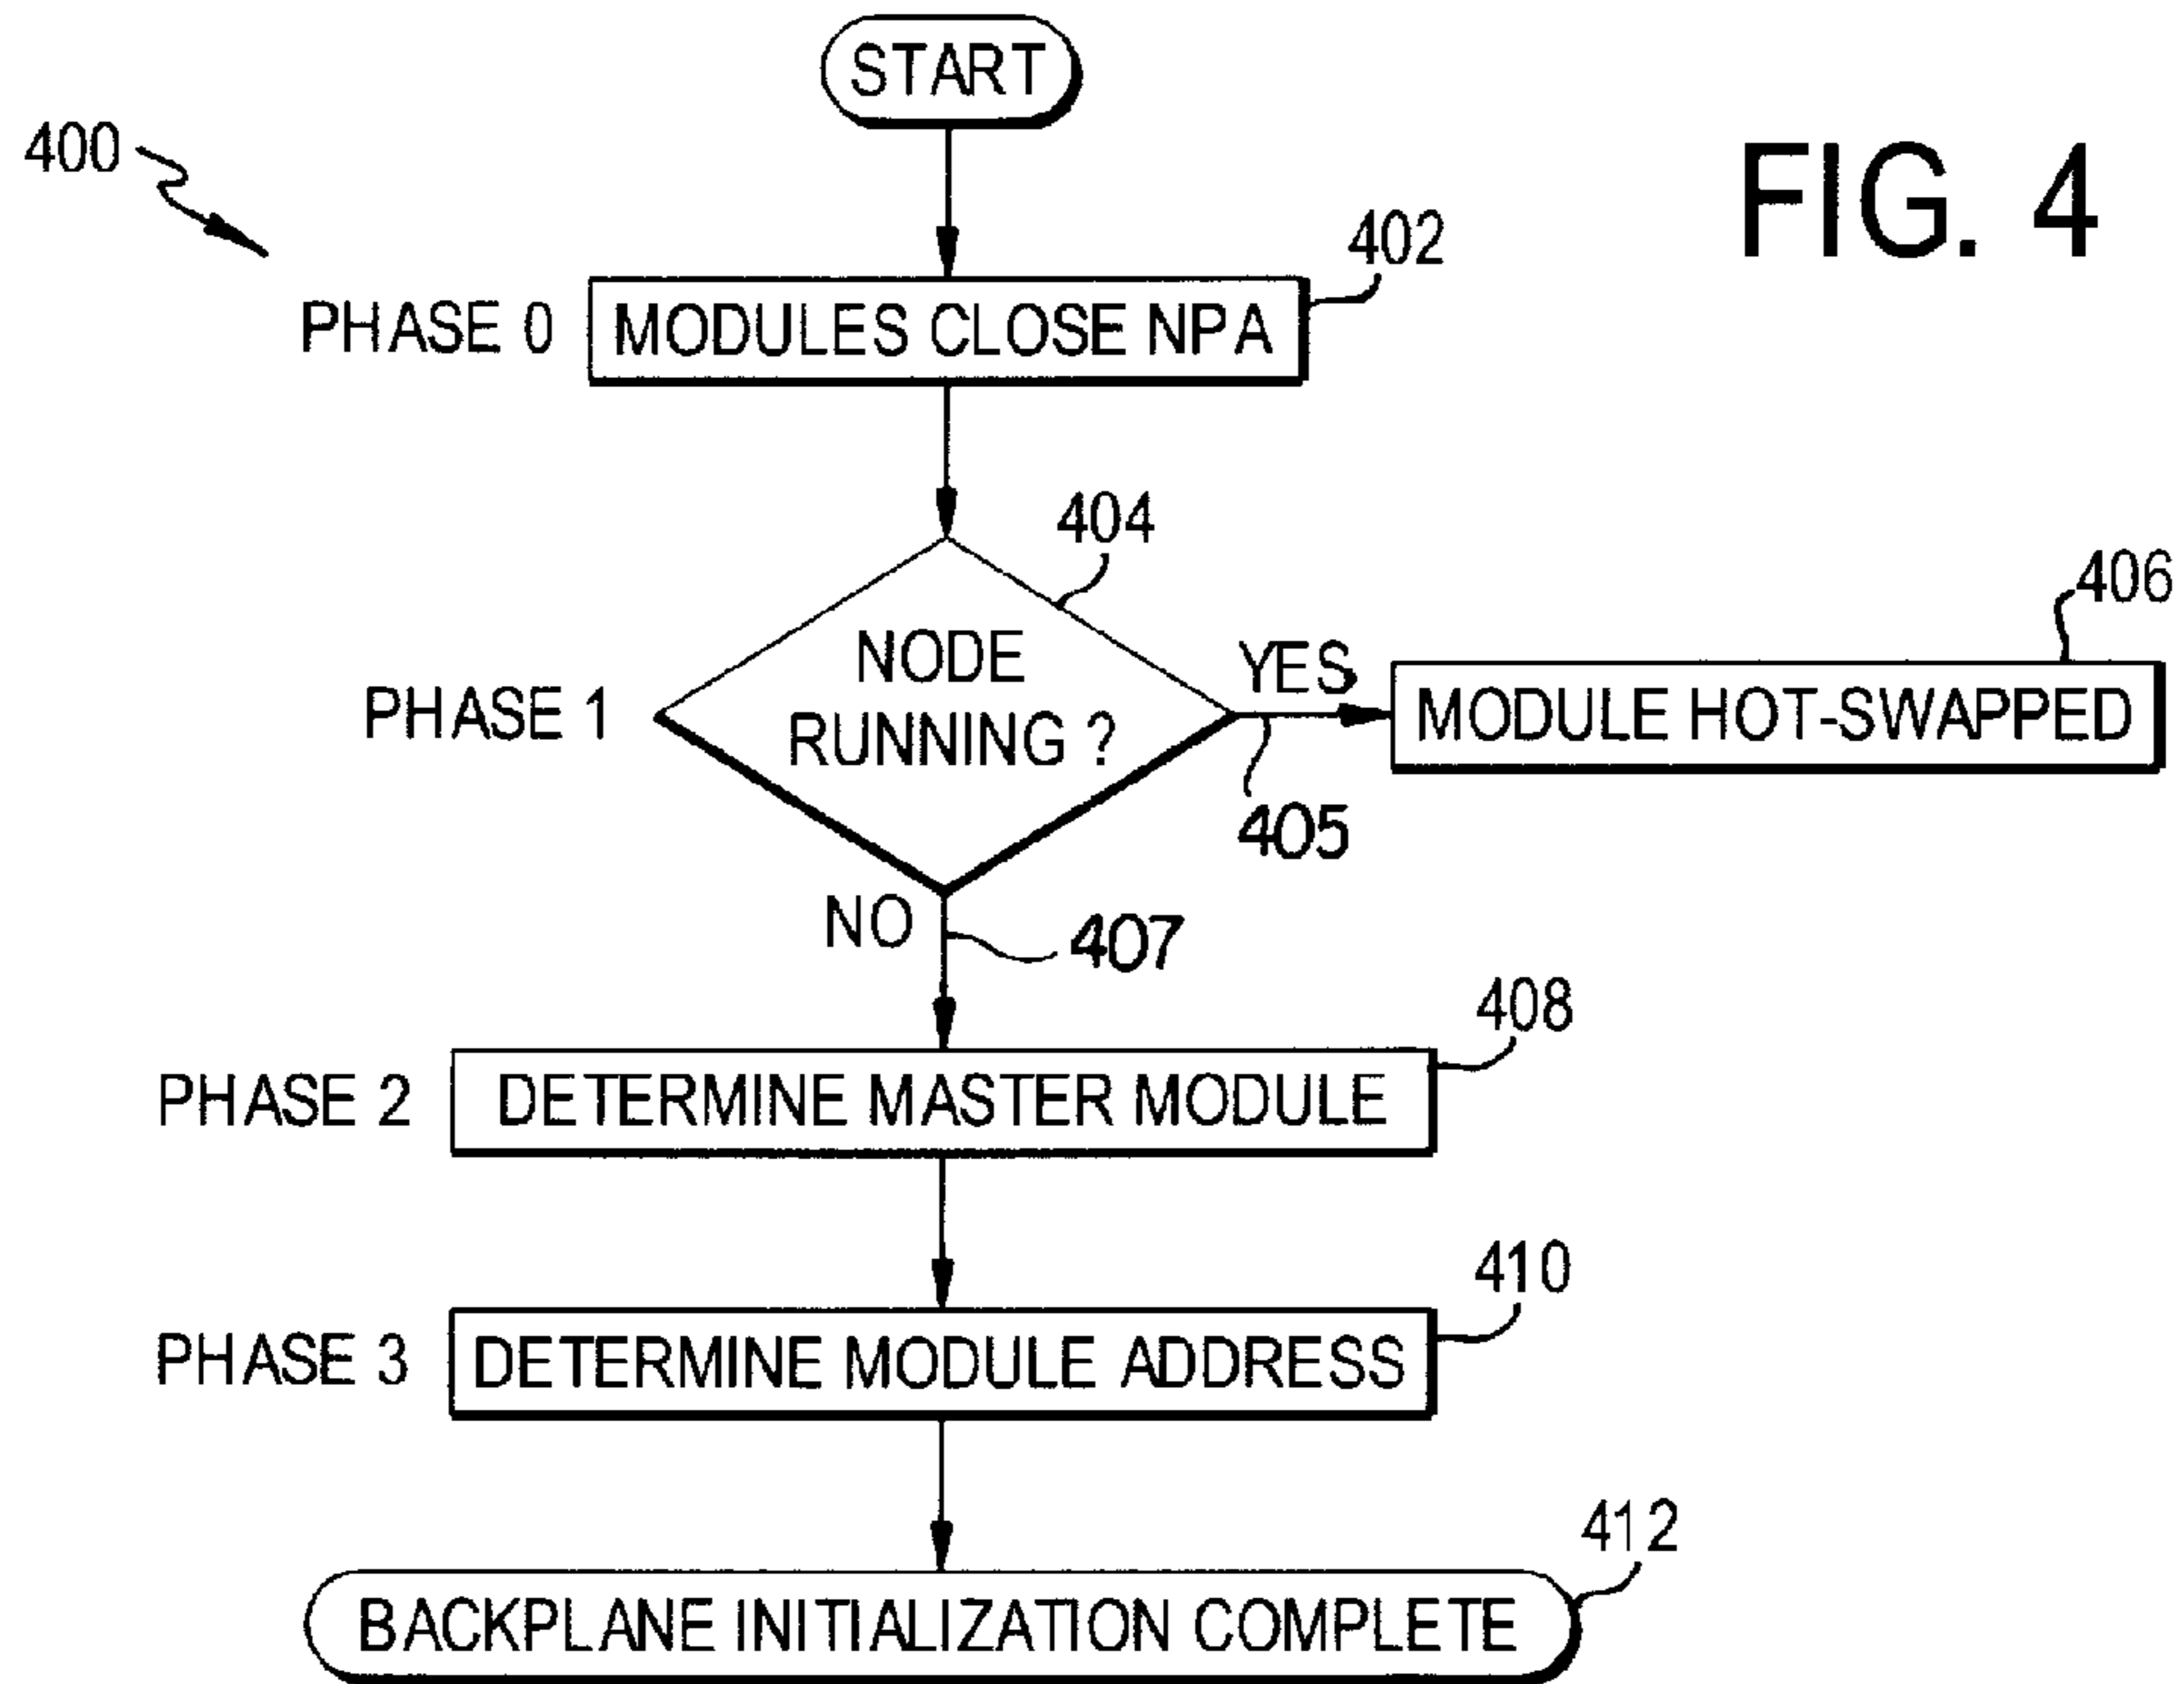 START
400
FIG. 4
402
PHASE 0
MODULES CLOSE NPA
404
406
NODE
RUNNING ?
YES
PHASE 1
MODULE HOT-SWAPPED
405
NO
407
408
PHASE 2
DETERMINE MASTER MODULE
410
PHASE 3
DETERMINE MODULE ADDRESS
412
BACKPLANE INITIALIZATION COMPLETE